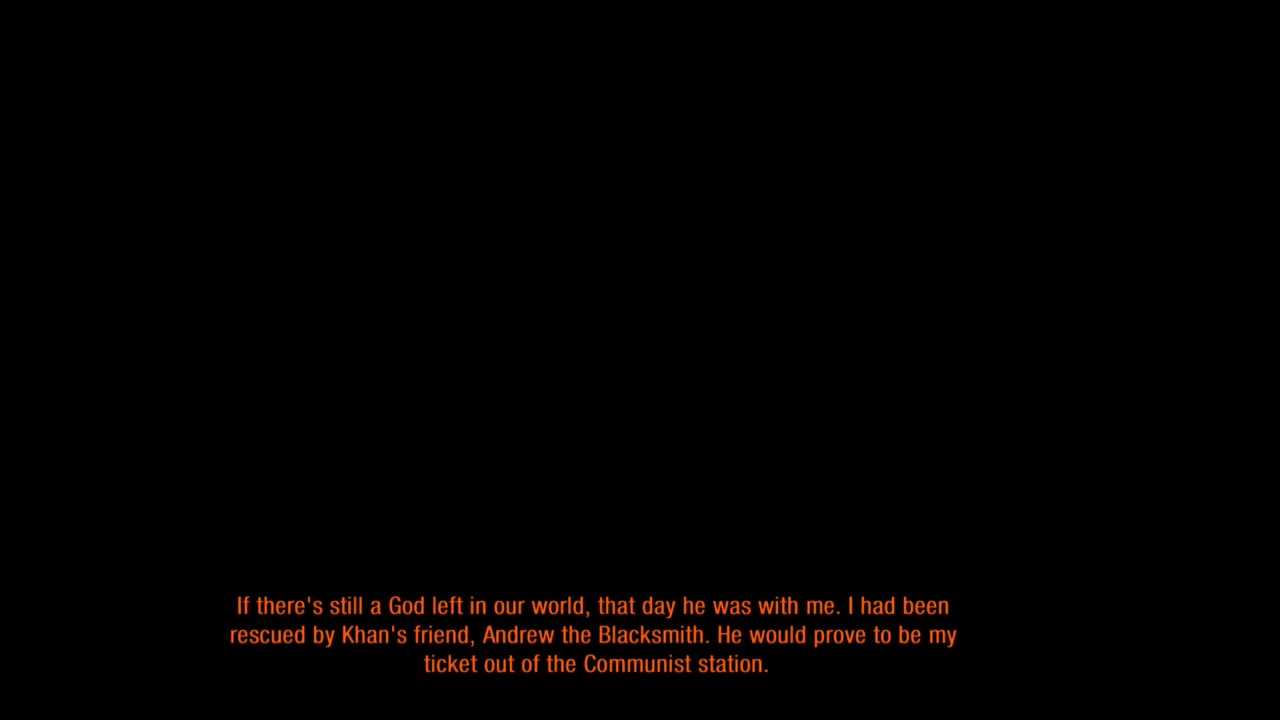 If there's still a God left in our world, that day he was with me. I had been
rescued by Khan's friend, Andrew the Blacksmith. He would prove to be my
ticket out of the Communist station.